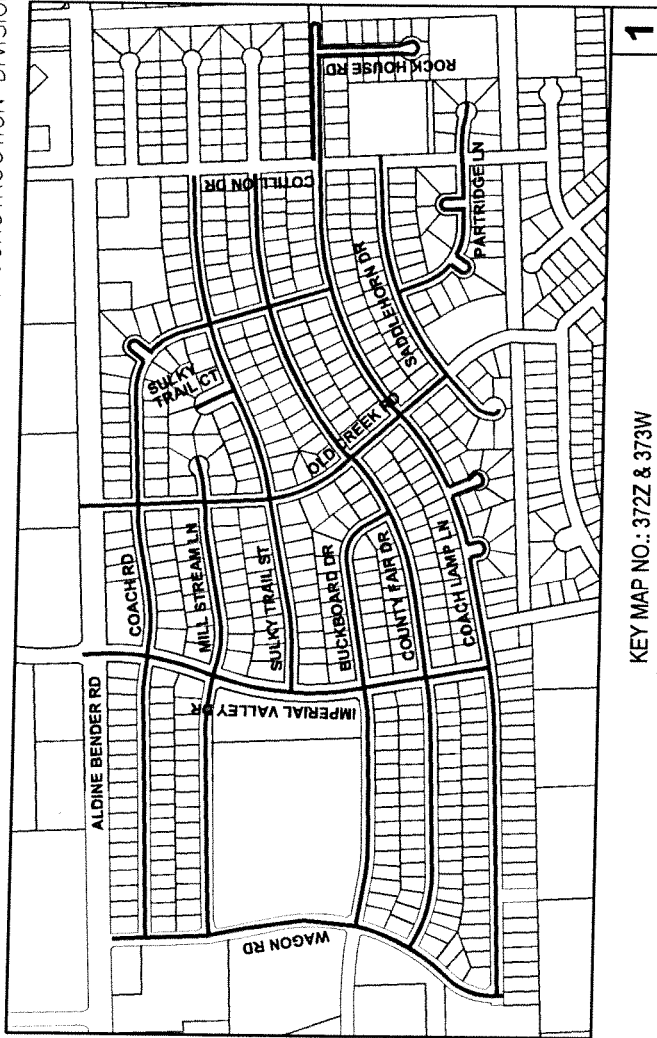 CONSTRUCTION DIVISIO
ALDINE BENDER RD
COACH RD
MILL STREAM LN
SULKY TRAIL ST
SULKY
TRAIL CT
BUCKBOARD DR
COUNTY FAIR DR
COACH LAMP LN
OLD CREEK RD
SADDLEHORN DR
COTILLION DR
ROCK HOUSE RD
PARTRIDGE LN
IMPERIAL VALLEY DR
WAGON RD
KEY MAP NO.: 372Z & 373W
1